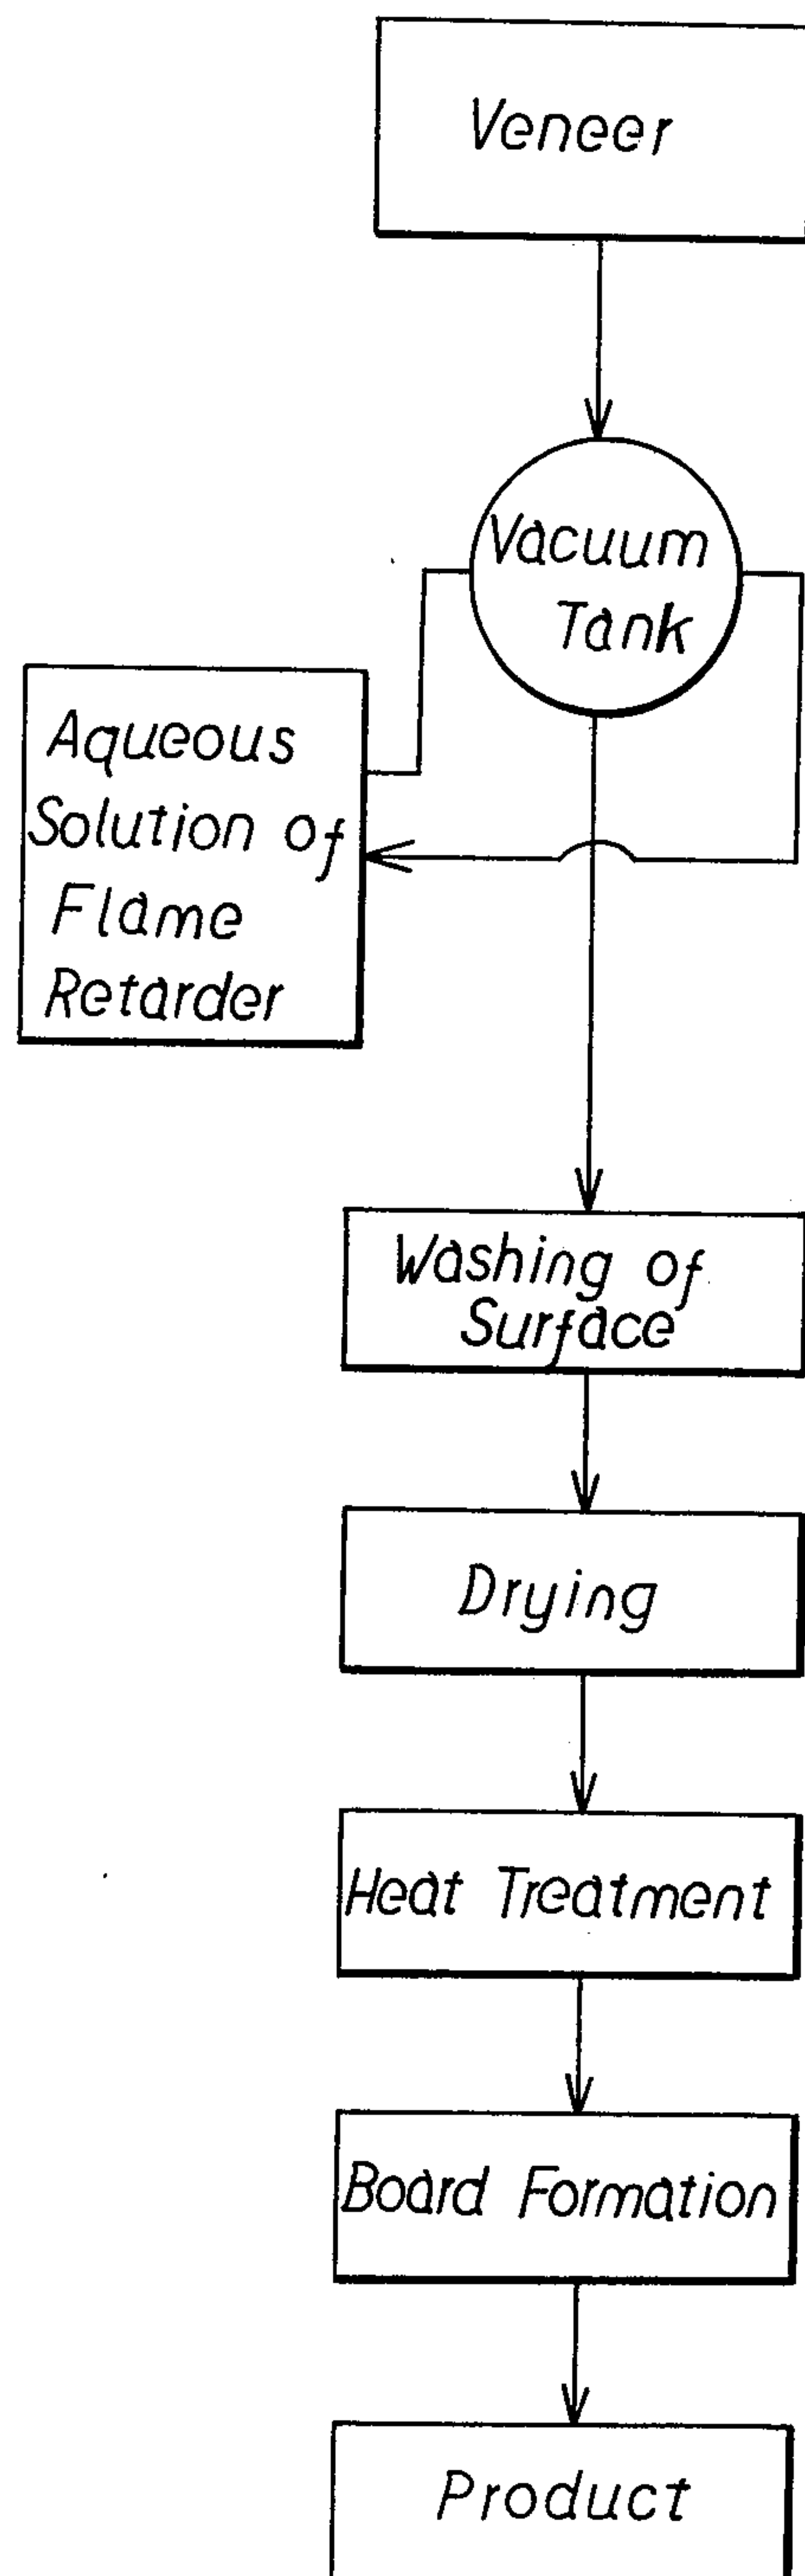 Veneer
Vacuum
Tank
Aqueous
Solution of
Flame
Retarder
Washing of
Surface
Drying
Heat Treatment
Board Formation
Product